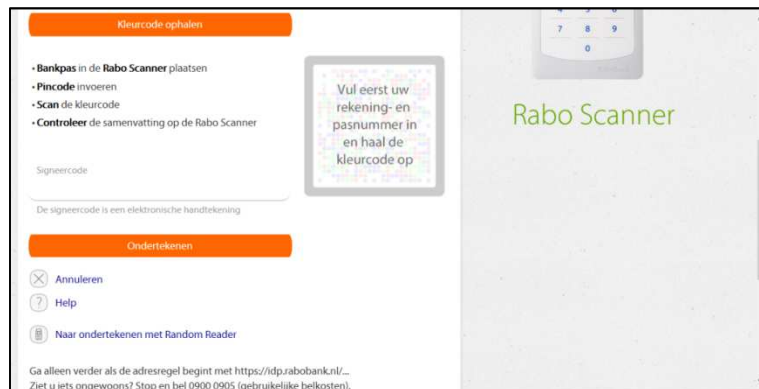 Kleurcode ophalen
• Bankpas in de Rabo Scanner plaatsen
• Pincode invoeren
• Scan de kleurcode
• Controleer de samenvatting op de Rabo Scanner
Vul eerst uw
rekening- en
pasnummer in
en haal de
kleurcode op
Signeercode
De signeercode is een elektronische handtekening
Ondertekenen
Annuleren
? Help
Naar ondertekenen met Random Reader
Ga alleen verder als de adresregel begint met https://idp.rabobank.nl/...
Ziet u iets ongewoons? Stop en bel 0900 0905 (gebruikelijke belkosten).
4 5 6
7 8 9
0
Rabo Scanner